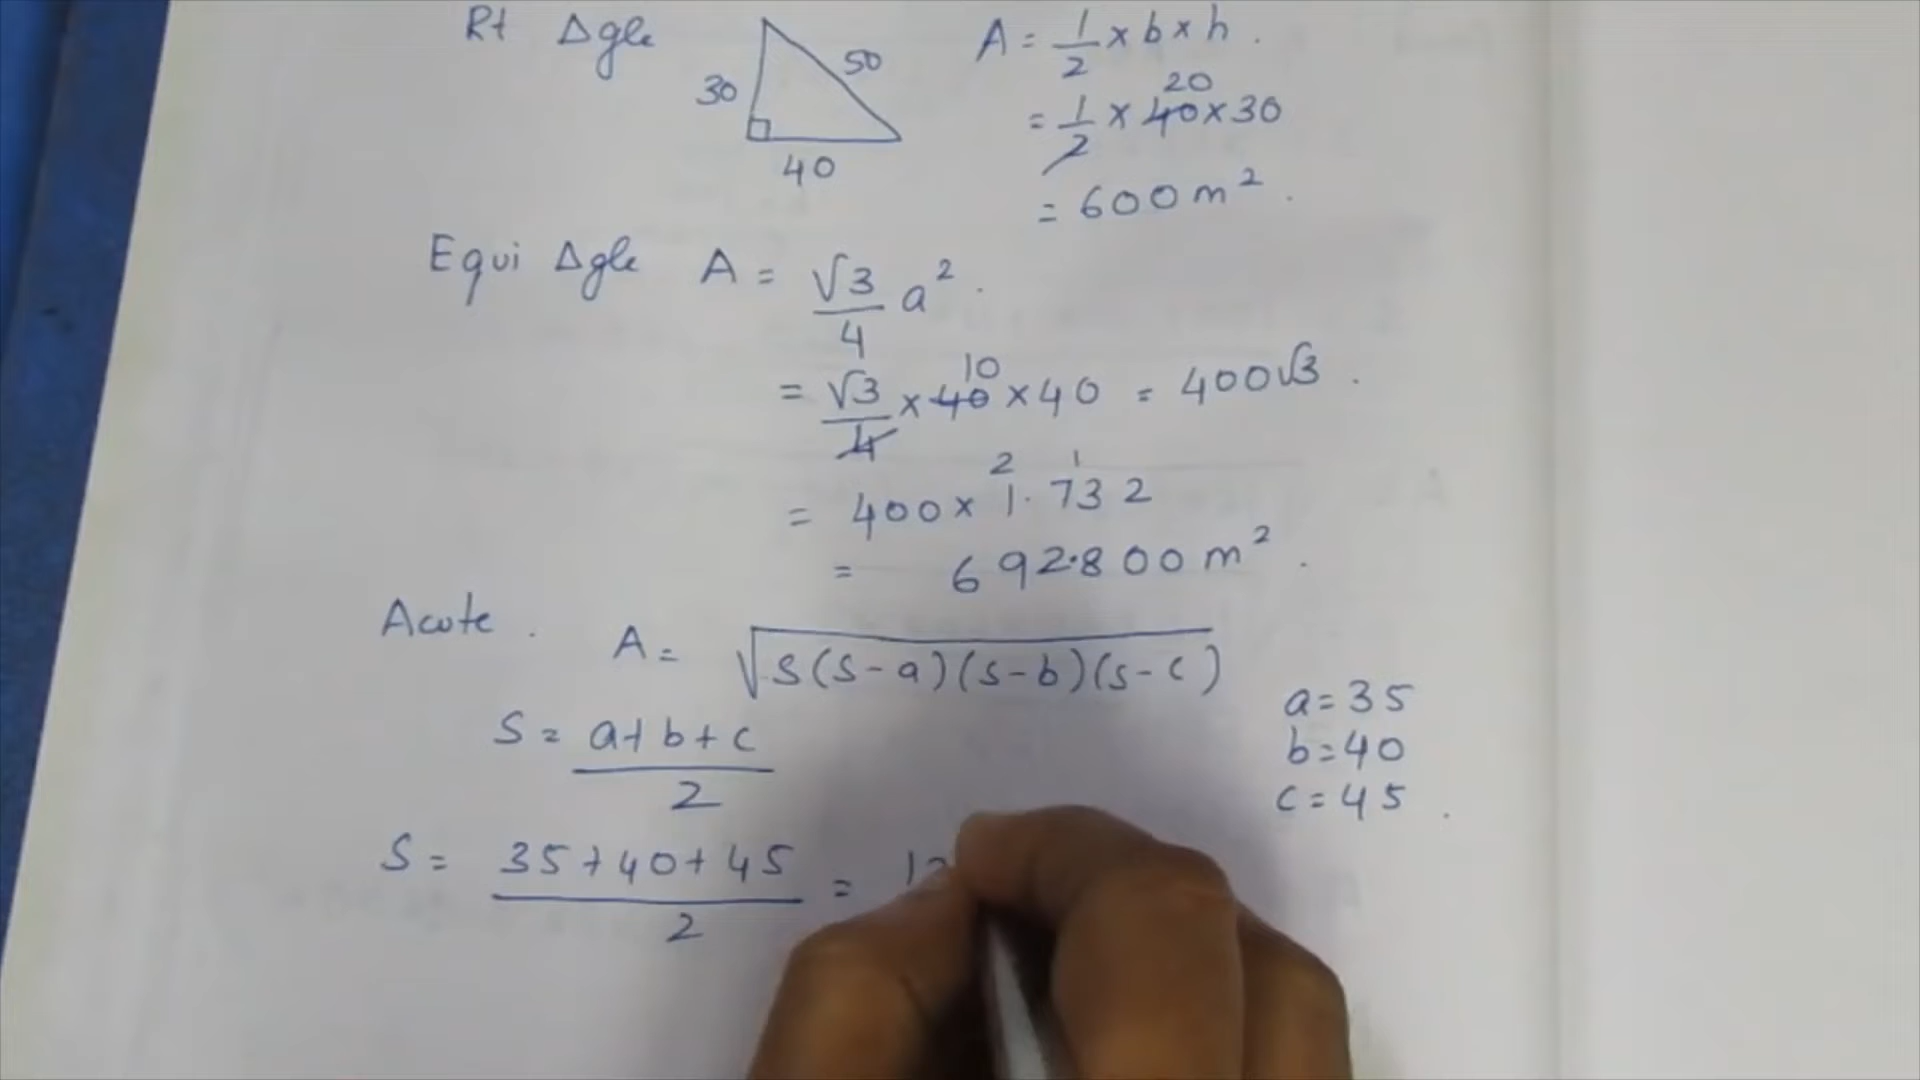 Rt Δgle
30
50
40
A = 1/2 × b × h .
20
= 1/2 × 40 × 30
= 600 m² .
Equi Δgle A = √3/4 a² .
10
= √3/4 × 40 × 40 = 400√3 .
2 1
= 400 × 1.732
= 692.800 m² .
Acute . A = √s(s-a)(s-b)(s-c)
a = 35
b = 40
c = 45 .
S = a+b+c/2
S = 35+40+45/2 = 12